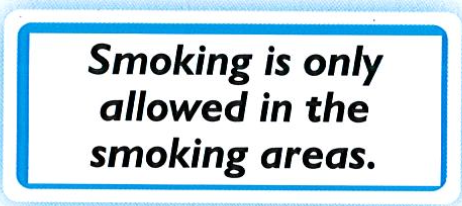 Smoking is only
allowed in the
smoking areas.